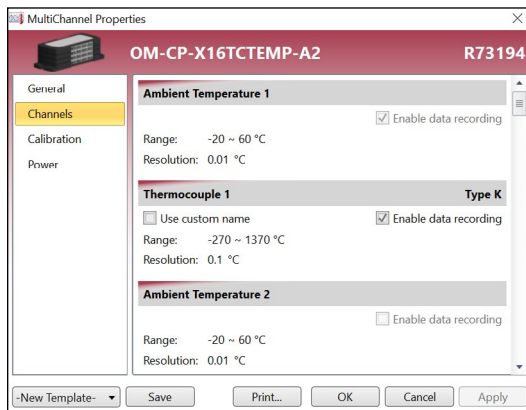 MultiChannel Properties
OM-CP-X16TCTEMP-A2 R73194
General
Channels
Calibration
Power
Ambient Temperature 1
Enable data recording
Range: -20 ~ 60 °C
Resolution: 0.01 °C
Thermocouple 1 Type K
Use custom name Enable data recording
Range: -270 ~ 1370 °C
Resolution: 0.1 °C
Ambient Temperature 2
Enable data recording
Range: -20 ~ 60 °C
Resolution: 0.01 °C
-New Template- Save Print... OK Cancel Apply